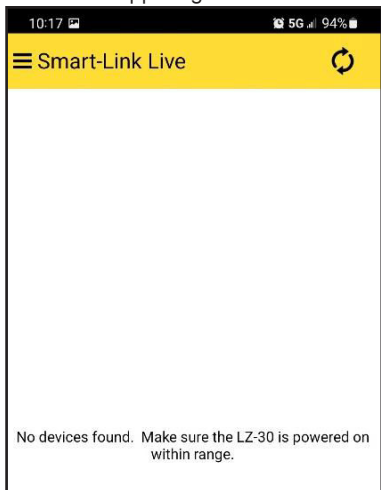 10:17 5G 94%
Smart-Link Live
No devices found.  Make sure the LZ-30 is powered on
within range.